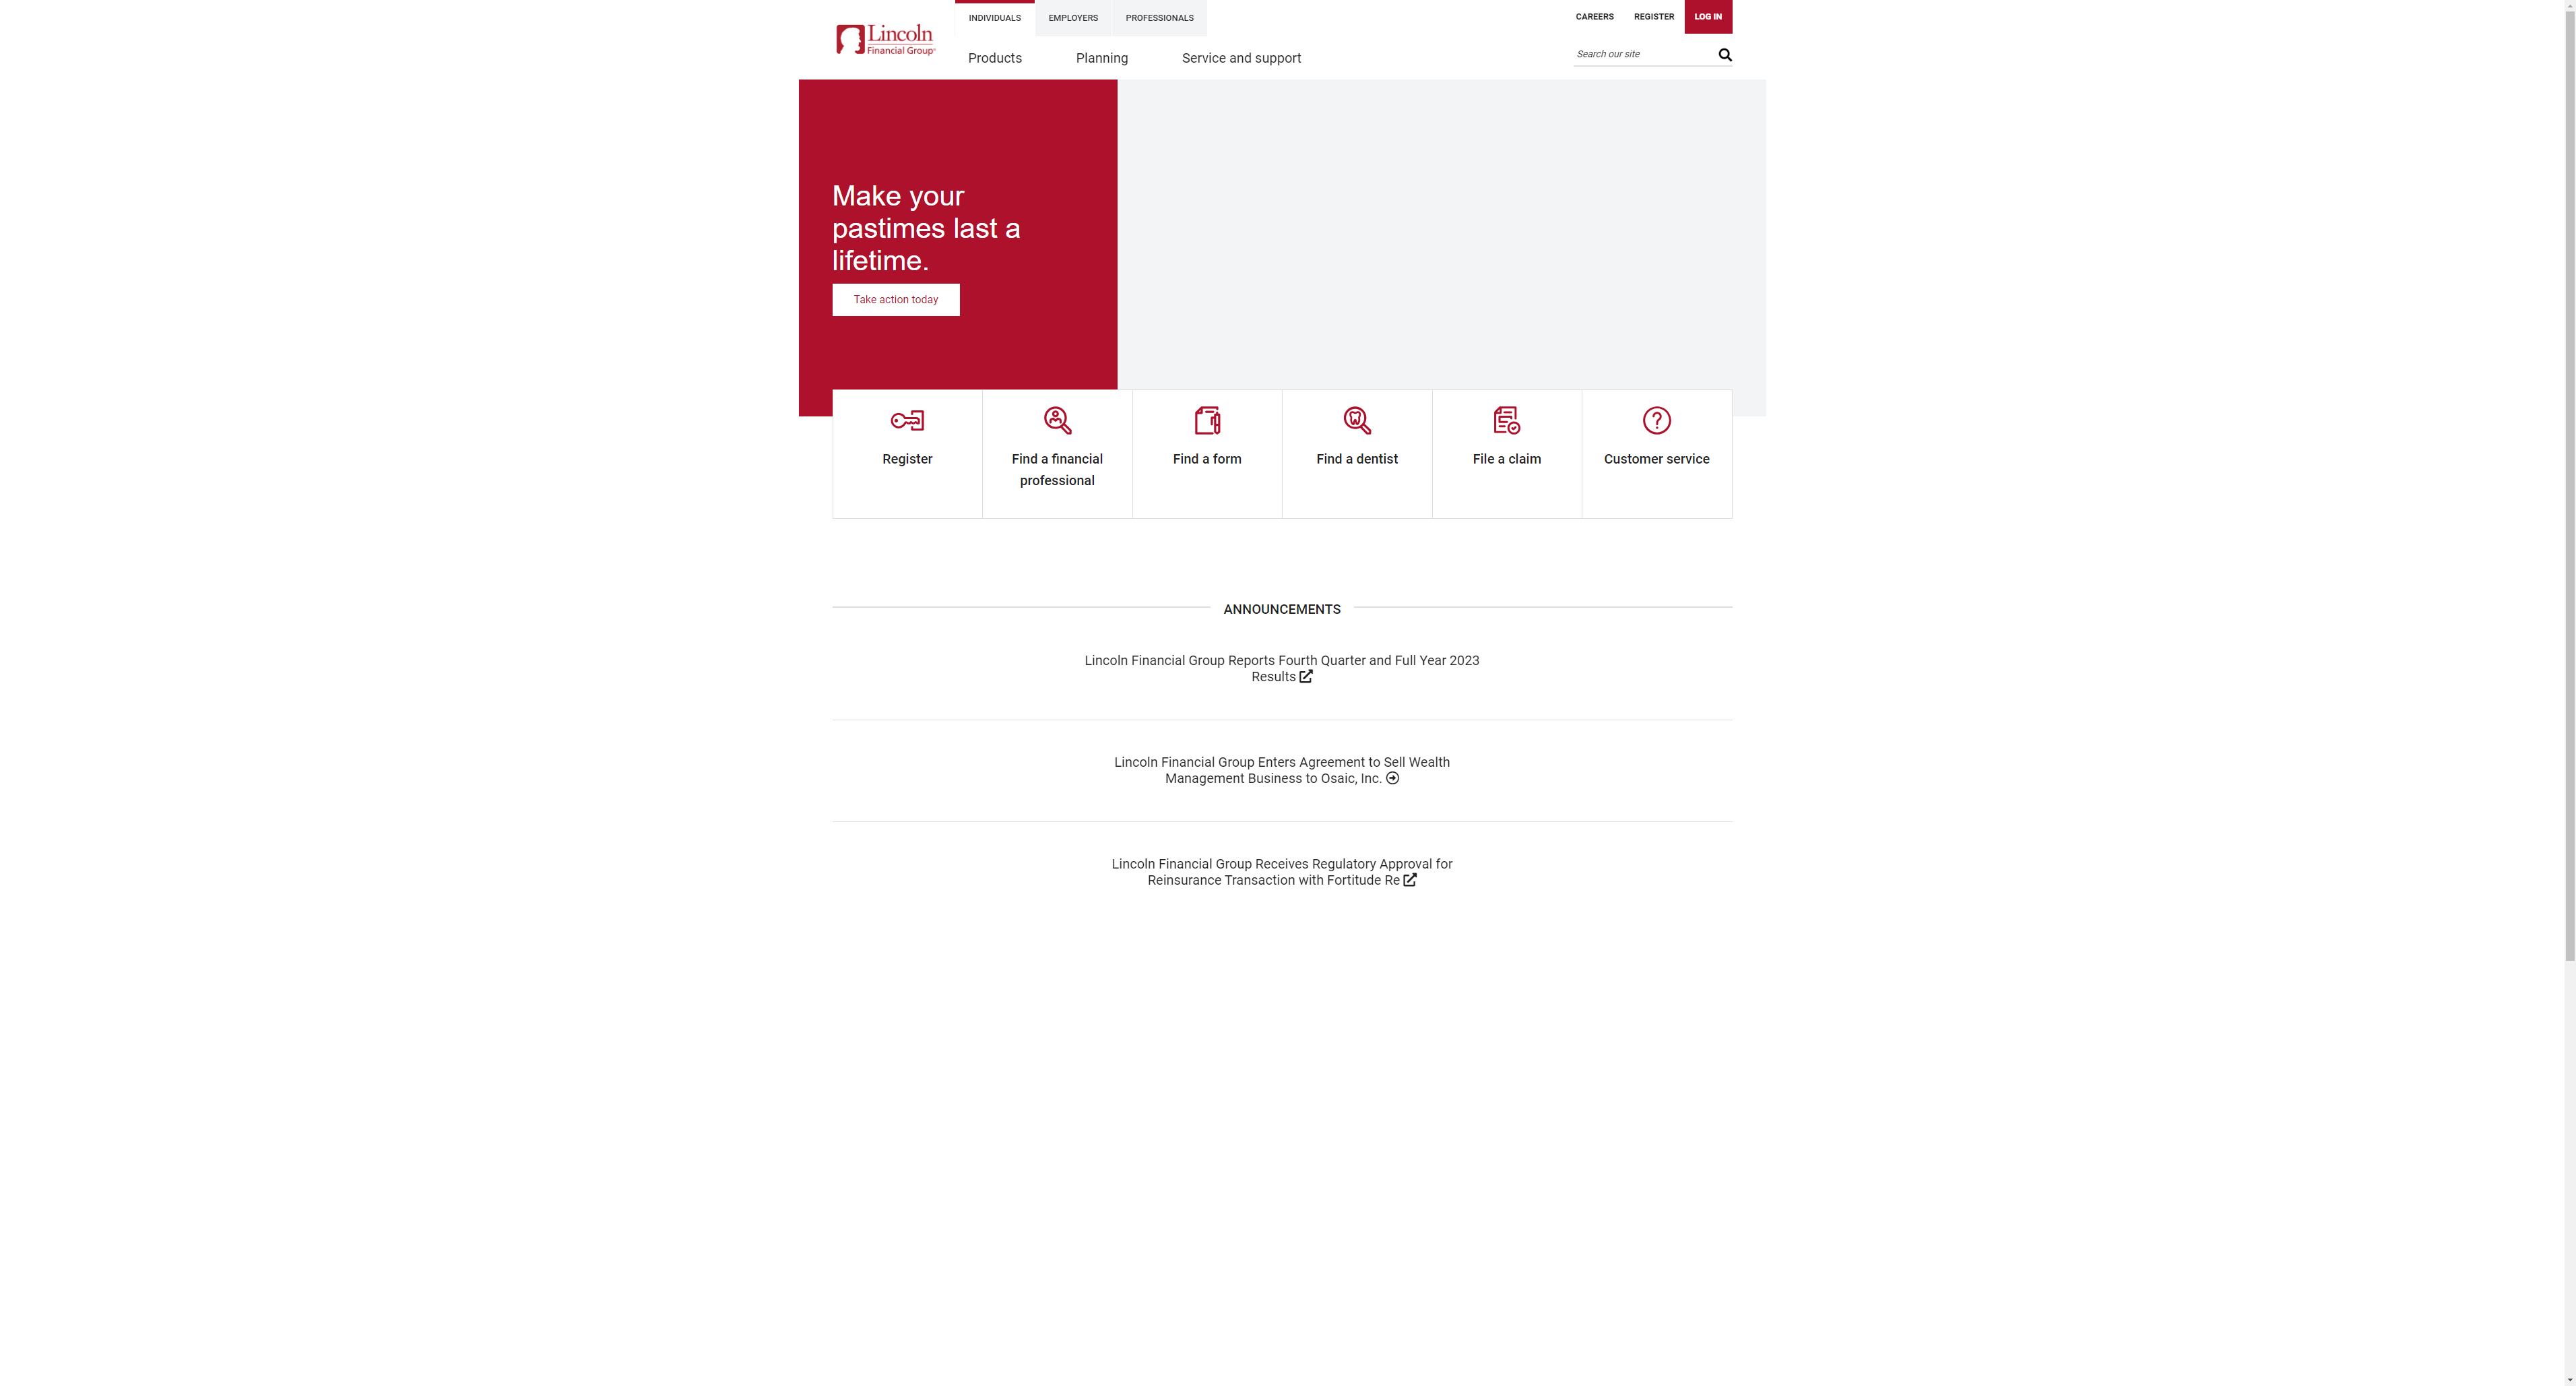 INDIVIDUALS
EMPLOYERS
PROFESSIONALS
CAREERS
REGISTER
LOG IN
Lincoln
Financial Group®
Products
Planning
Service and support
Search our site
Make your
pastimes last a
lifetime.
Take action today
Register
Find a financial
professional
Find a form
Find a dentist
File a claim
Customer service
ANNOUNCEMENTS
Lincoln Financial Group Reports Fourth Quarter and Full Year 2023
Results
Lincoln Financial Group Enters Agreement to Sell Wealth
Management Business to Osaic, Inc.
Lincoln Financial Group Receives Regulatory Approval for
Reinsurance Transaction with Fortitude Re